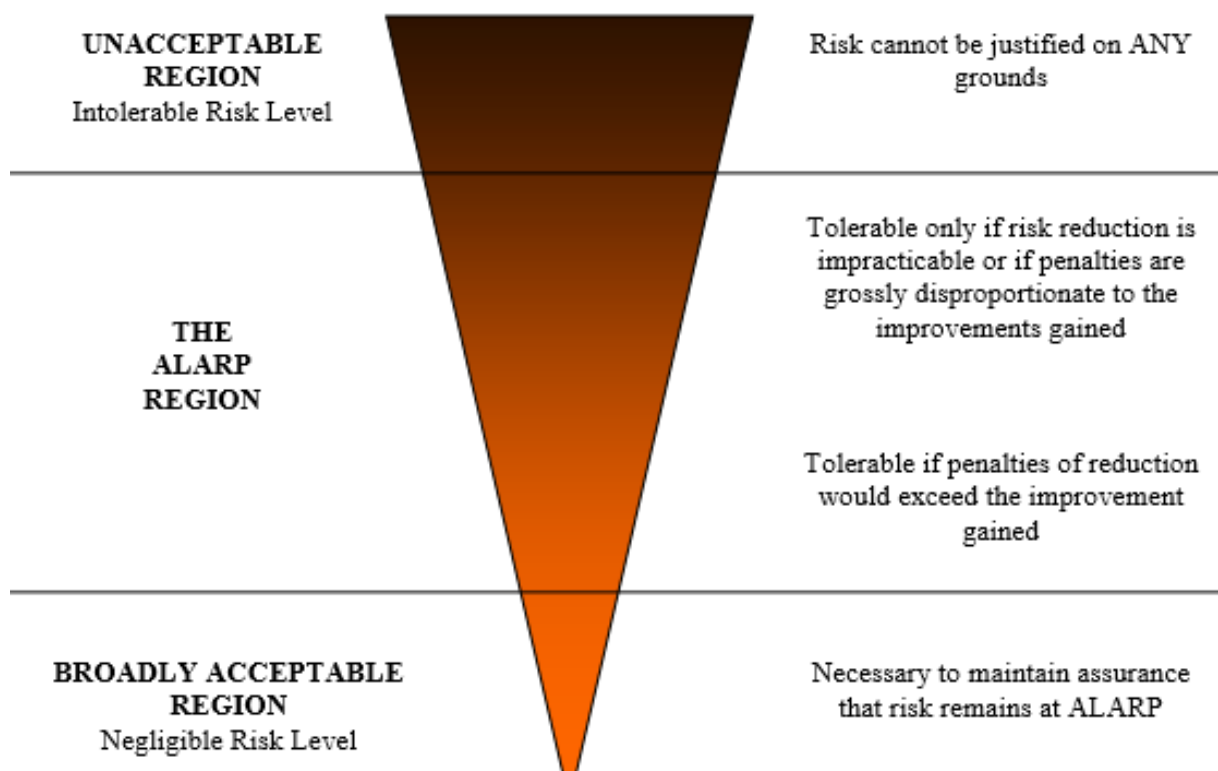 UNACCEPTABLE
REGION
Intolerable Risk Level
Risk cannot be justified on ANY
grounds
THE
ALARP
REGION
Tolerable only if risk reduction is
impracticable or if penalties are
grossly disproportionate to the
improvements gained
Tolerable if penalties of reduction
would exceed the improvement
gained
BROADLY ACCEPTABLE
REGION
Negligible Risk Level
Necessary to maintain assurance
that risk remains at ALARP